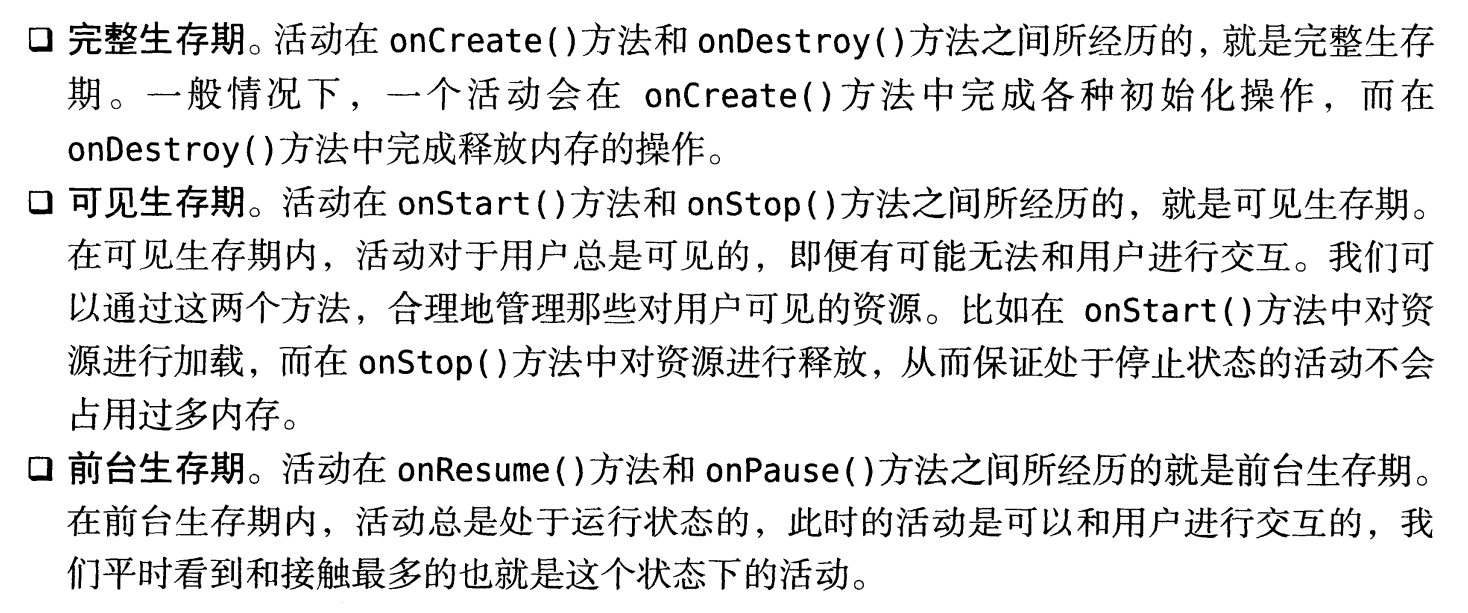 ❑ 完整生存期。活动在 onCreate()方法和 onDestroy()方法之间所经历的，就是完整生存
期。一般情况下，一个活动会在 onCreate()方法中完成各种初始化操作，而在
onDestroy()方法中完成释放内存的操作。
❑ 可见生存期。活动在 onStart()方法和 onStop()方法之间所经历的，就是可见生存期。
在可见生存期内，活动对于用户总是可见的，即便有可能无法和用户进行交互。我们可
以通过这两个方法，合理地管理那些对用户可见的资源。比如在 onStart()方法中对资
源进行加载，而在 onStop()方法中对资源进行释放，从而保证处于停止状态的活动不会
占用过多内存。
❑ 前台生存期。活动在 onResume()方法和 onPause()方法之间所经历的就是前台生存期。
在前台生存期内，活动总是处于运行状态的，此时的活动是可以和用户进行交互的，我
们平时看到和接触最多的也就是这个状态下的活动。